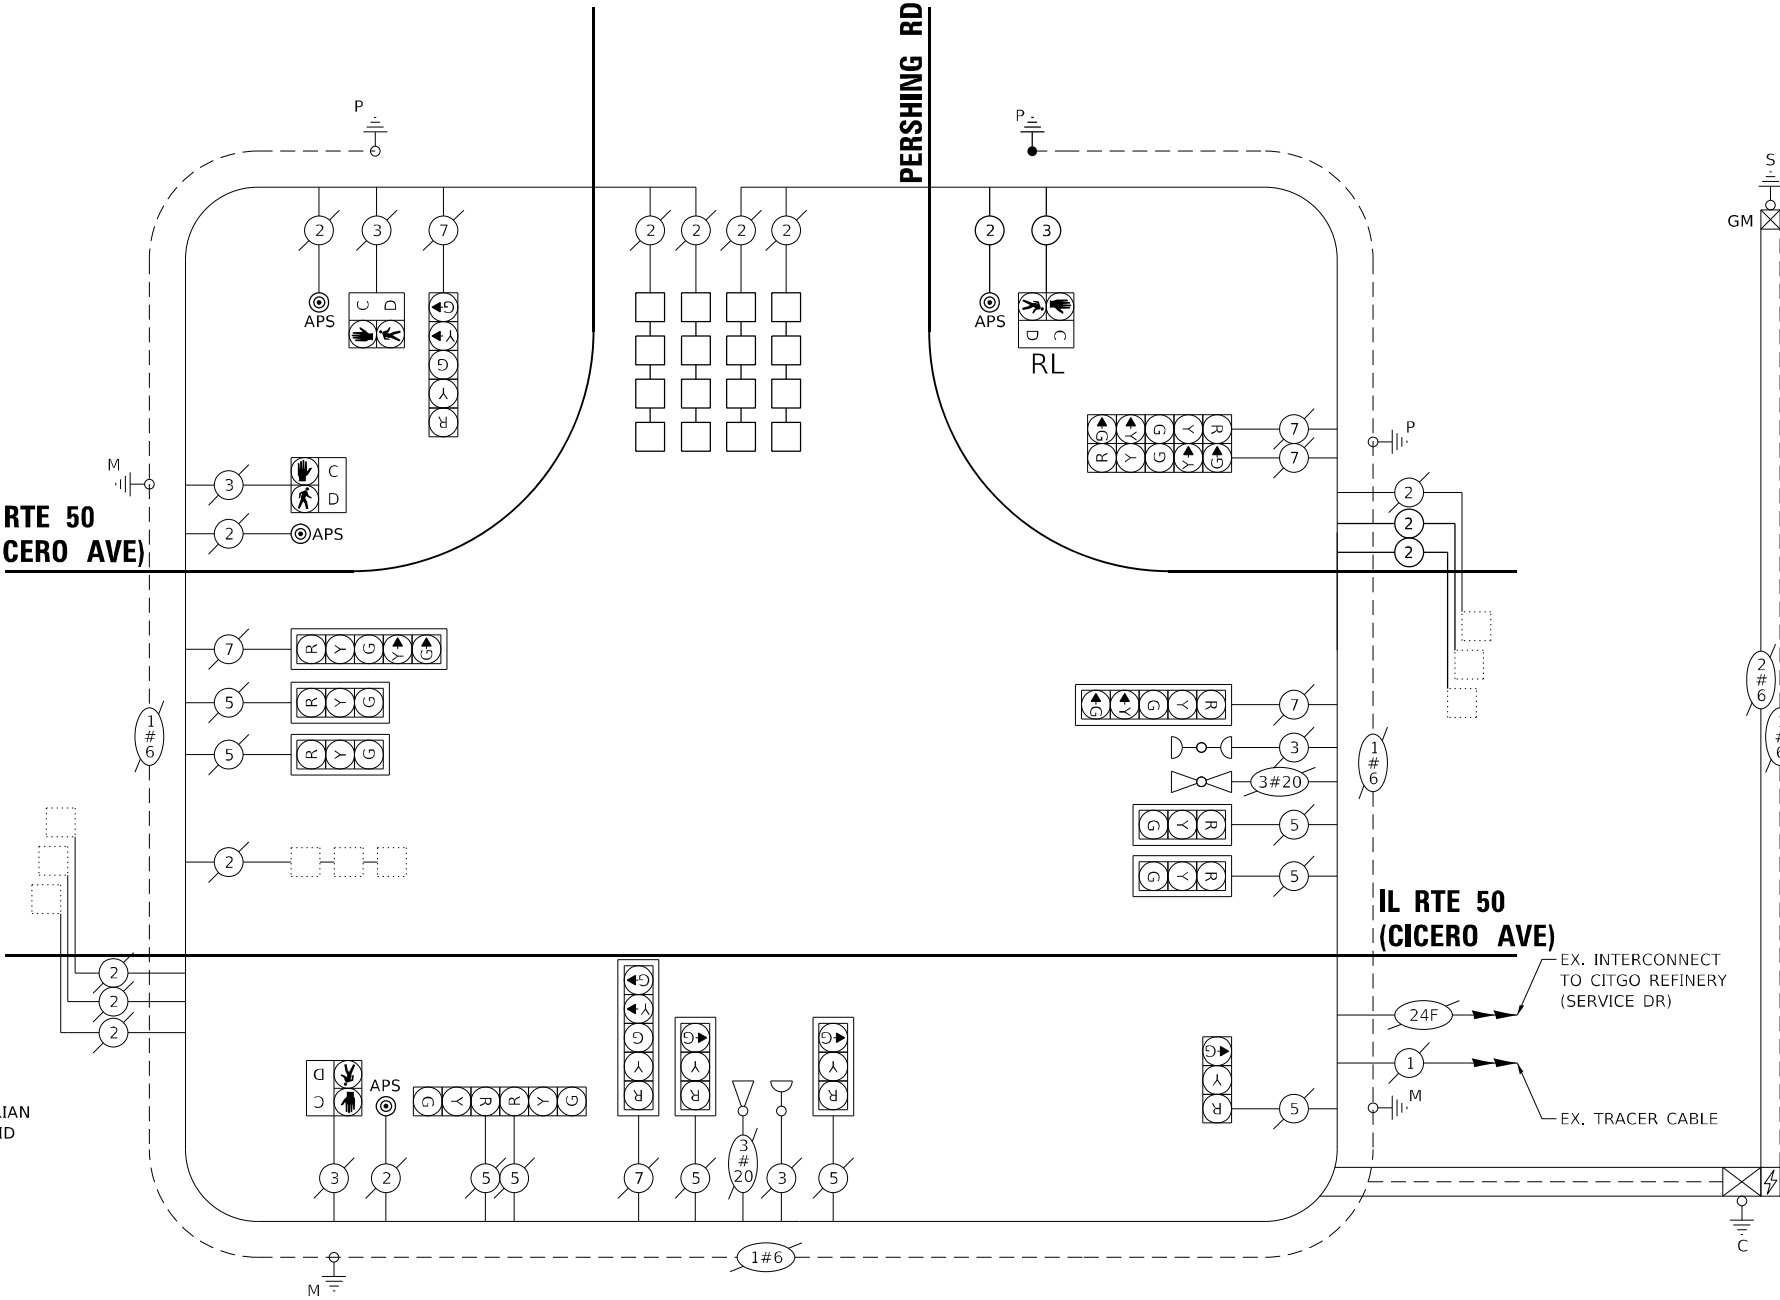 PERSHING RD
P
P
S
GM
2
3
7
2
2
2
2
2
3
APS
C D
G
Y
G
Y
R
APS
D C
RL
G Y G Y R
7
R Y G Y G
7
P
M
3
C
D
2
APS
RTE 50
CERO AVE)
2
2
2
7
R Y G Y G
5
R Y G
5
R Y G
1
#
6
2
#
6
G Y G Y R
7
3
3#20
1
#
6
G Y R
5
G Y R
5
2
IL RTE 50
(CICERO AVE)
EX. INTERCONNECT
TO CITGO REFINERY
(SERVICE DR)
2
2
2
24F
1
M
EX. TRACER CABLE
G
Y
G
Y
R
G
Y
R
G
Y
R
G
Y
R
5
D
C
APS
G Y R R Y G
IAN
ID
3
2
5
5
7
5
3
#
20
3
5
1#6
M
C